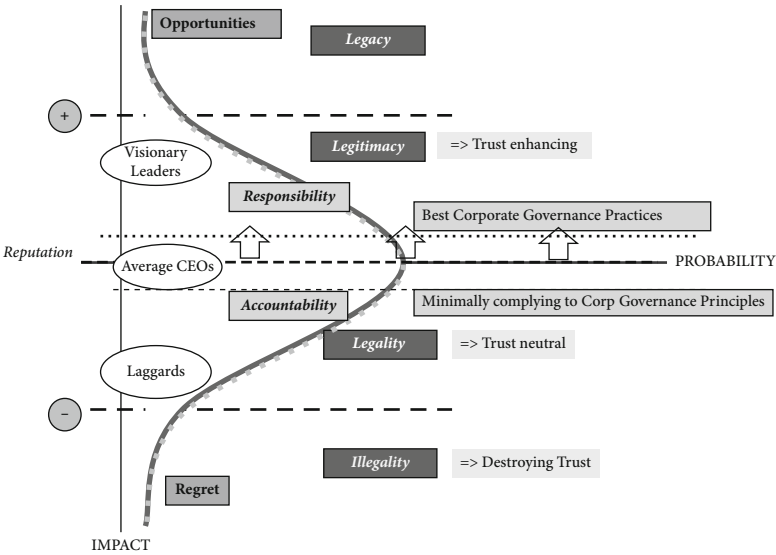 Opportunities
Legacy
+
Legitimacy
=> Trust enhancing
Visionary
Leaders
Responsibility
Best Corporate Governance Practices
Reputation
Average CEOs
PROBABILITY
Accountability
Minimally complying to Corp Governance Principles
Legality
=> Trust neutral
Laggards
–
Illegality
=> Destroying Trust
Regret
IMPACT